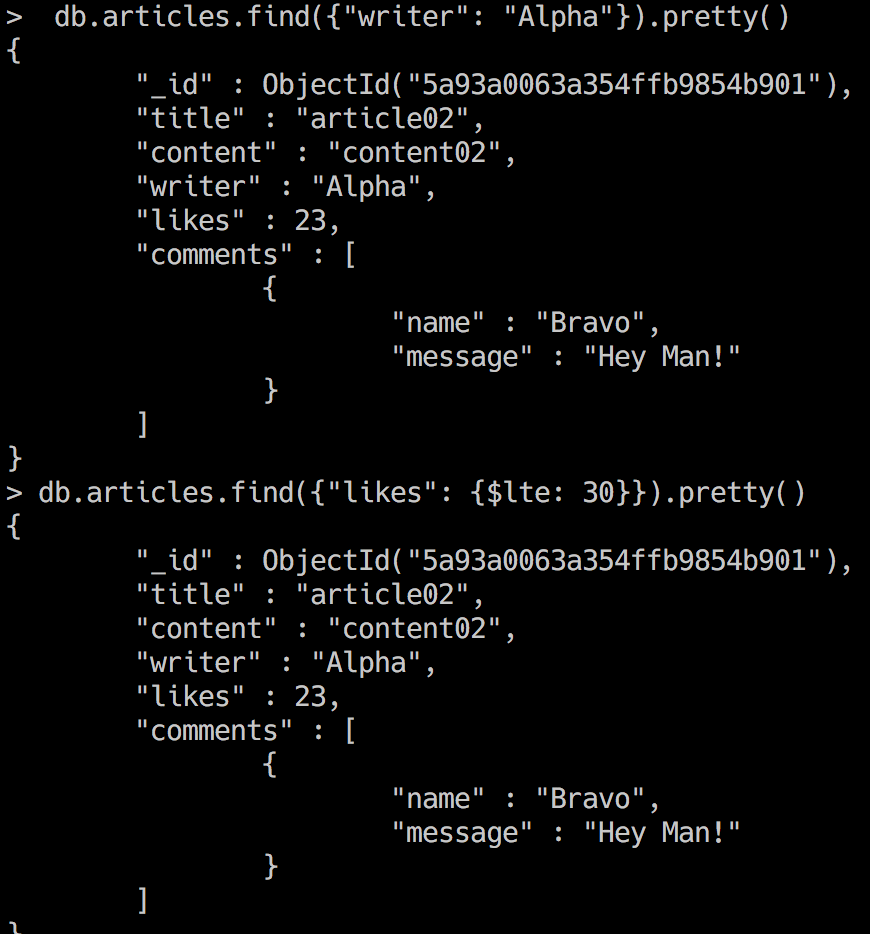 >  db.articles.find({"writer": "Alpha"}).pretty()
{
        "_id" : ObjectId("5a93a0063a354ffb9854b901"),
        "title" : "article02",
        "content" : "content02",
        "writer" : "Alpha",
        "likes" : 23,
        "comments" : [
                {
                        "name" : "Bravo",
                        "message" : "Hey Man!"
                }
        ]
}
> db.articles.find({"likes": {$lte: 30}}).pretty()
{
        "_id" : ObjectId("5a93a0063a354ffb9854b901"),
        "title" : "article02",
        "content" : "content02",
        "writer" : "Alpha",
        "likes" : 23,
        "comments" : [
                {
                        "name" : "Bravo",
                        "message" : "Hey Man!"
                }
        ]
}